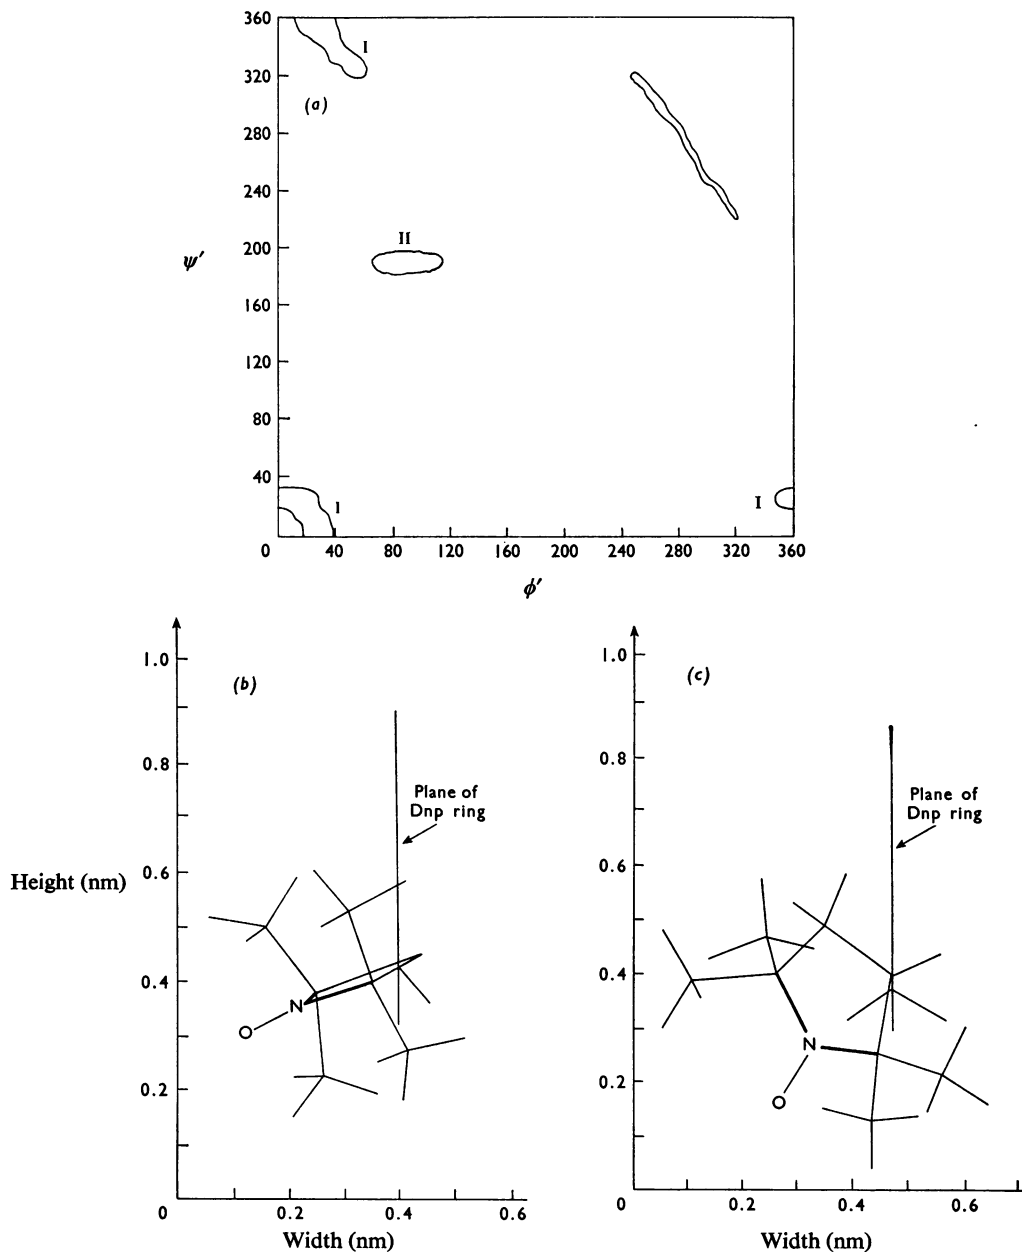 360
320
280
240
200
160
120
80
40
0
(a)
I
II
I
I
ψ′
40 80 120 160 200 240 280 320 360
ϕ′
1.0
0.8
0.6
0.4
0.2
0
(b)
Plane of
Dnp ring
N
O
Height (nm)
0.2 0.4 0.6
Width (nm)
1.0
0.8
0.6
0.4
0.2
0
(c)
Plane of
Dnp ring
N
O
0.2 0.4 0.6
Width (nm)